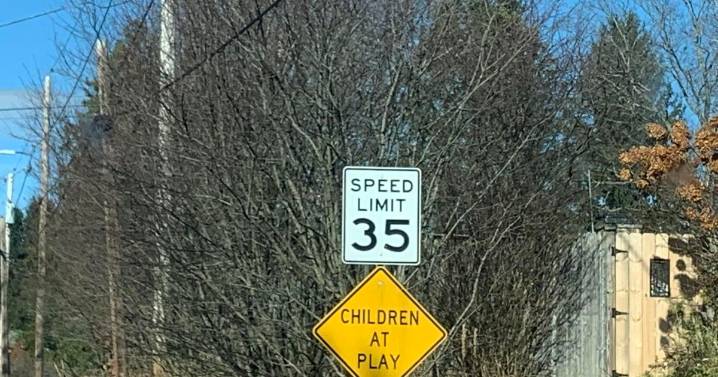 SPEED
LIMIT
35
CHILDREN
AT
PLAY